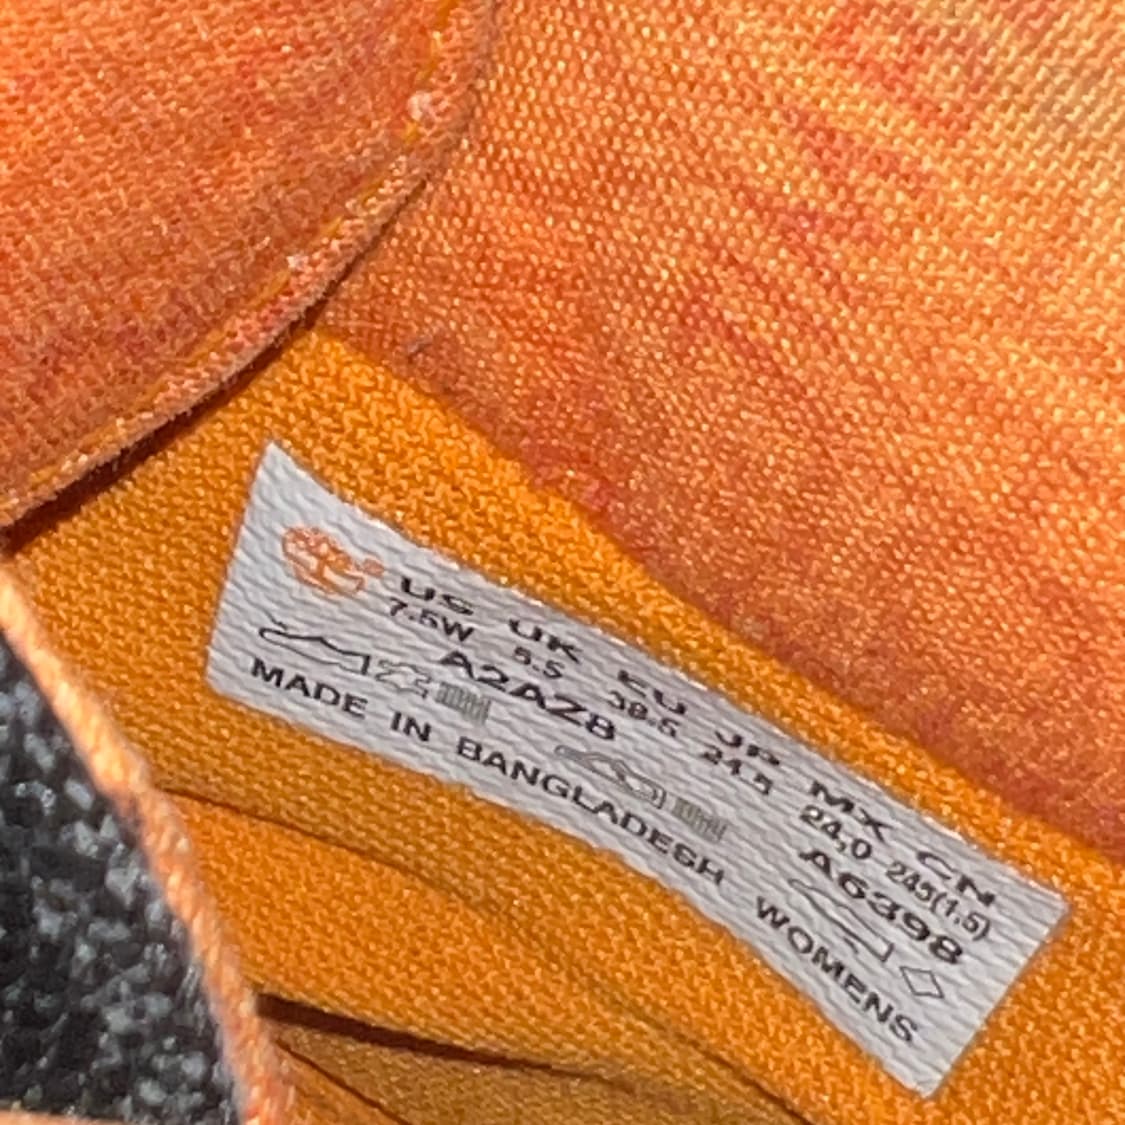 US UK EU JP MX CN
7.5W 5.5 38.5 24.5 24,0 245(1.5)
A2AZ8 A6398
MADE IN BANGLADESH WOMENS